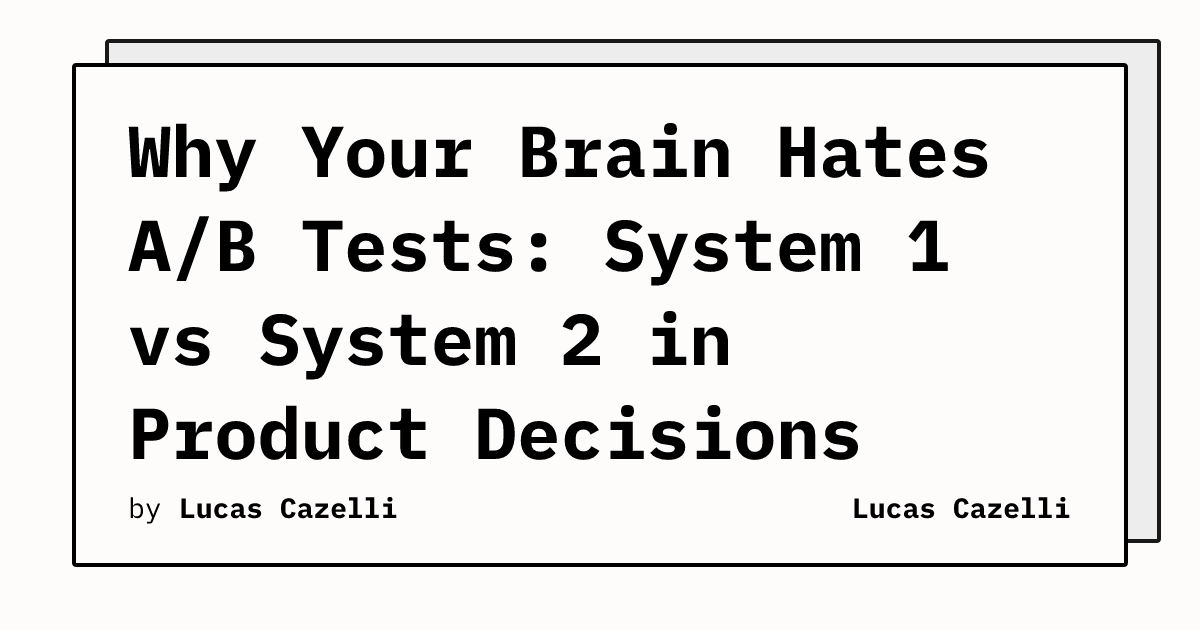 Why Your Brain Hates
A/B Tests: System 1
vs System 2 in
Product Decisions
by Lucas Cazelli
Lucas Cazelli